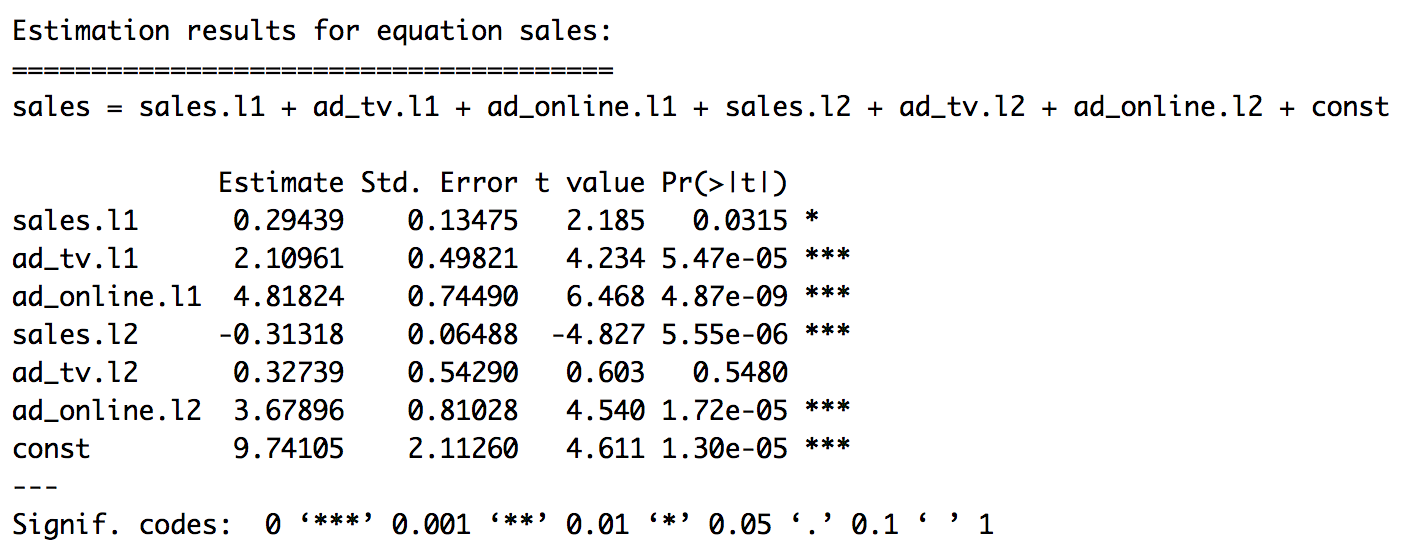 Estimation results for equation sales:
======================================
sales = sales.l1 + ad_tv.l1 + ad_online.l1 + sales.l2 + ad_tv.l2 + ad_online.l2 + const

             Estimate Std. Error t value Pr(>|t|)
sales.l1      0.29439    0.13475   2.185   0.0315 *
ad_tv.l1      2.10961    0.49821   4.234 5.47e-05 ***
ad_online.l1  4.81824    0.74490   6.468 4.87e-09 ***
sales.l2     -0.31318    0.06488  -4.827 5.55e-06 ***
ad_tv.l2      0.32739    0.54290   0.603   0.5480
ad_online.l2  3.67896    0.81028   4.540 1.72e-05 ***
const         9.74105    2.11260   4.611 1.30e-05 ***
---
Signif. codes:  0 ‘***’ 0.001 ‘**’ 0.01 ‘*’ 0.05 ‘.’ 0.1 ‘ ’ 1